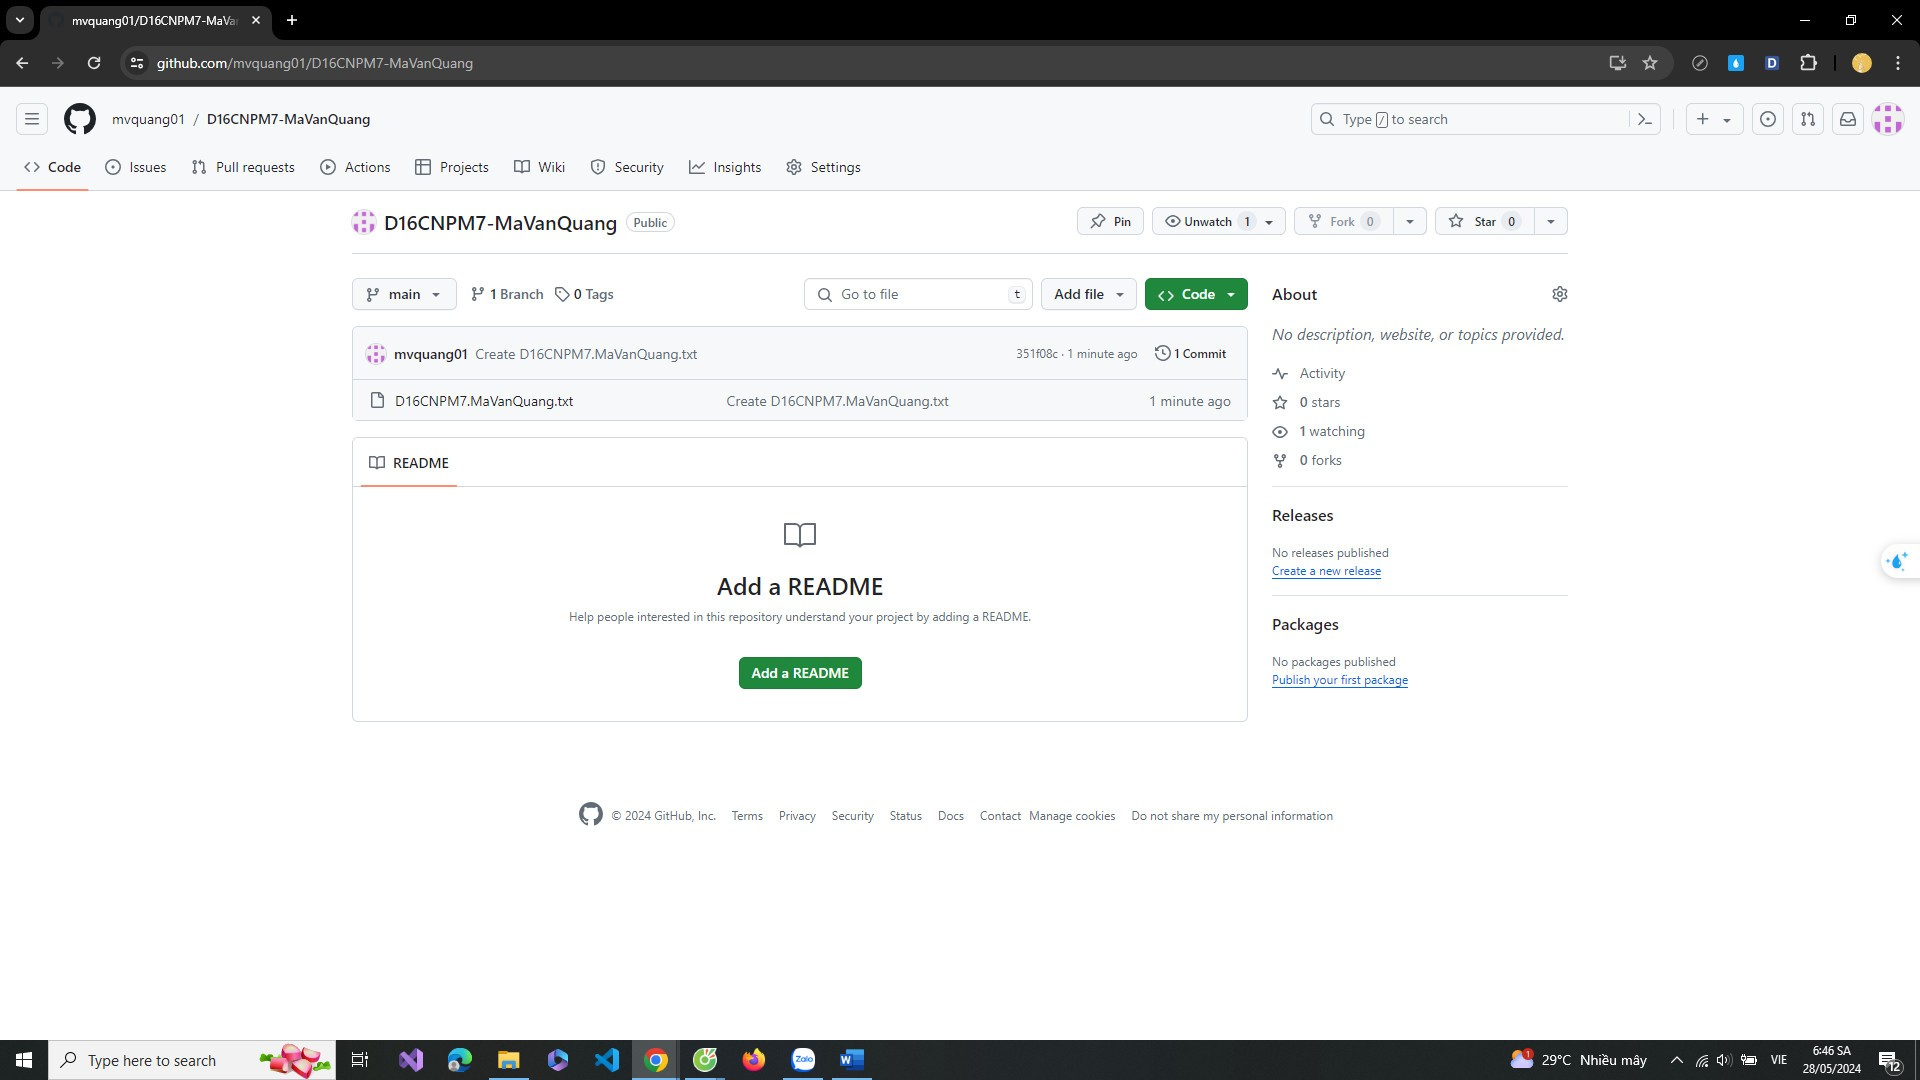 mvquang01/D16CNPM7-MaVa
github.com/mvquang01/D16CNPM7-MaVanQuang
D
mvquang01 / D16CNPM7-MaVanQuang
Type / to search
Code Issues Pull requests Actions Projects Wiki Security Insights Settings
D16CNPM7-MaVanQuang Public
Pin Unwatch 1 Fork 0 Star 0
main 1 Branch 0 Tags Go to file t Add file Code
About
No description, website, or topics provided.
mvquang01 Create D16CNPM7.MaVanQuang.txt 351f08c · 1 minute ago 1 Commit
D16CNPM7.MaVanQuang.txt Create D16CNPM7.MaVanQuang.txt 1 minute ago
Activity
0 stars
1 watching
0 forks
README
Add a README
Help people interested in this repository understand your project by adding a README.
Add a README
Releases
No releases published
Create a new release
Packages
No packages published
Publish your first package
© 2024 GitHub, Inc. Terms Privacy Security Status Docs Contact Manage cookies Do not share my personal information
Type here to search
Zalo
W
1
29°C Nhiều mây
VIE
6:46 SA
28/05/2024
12